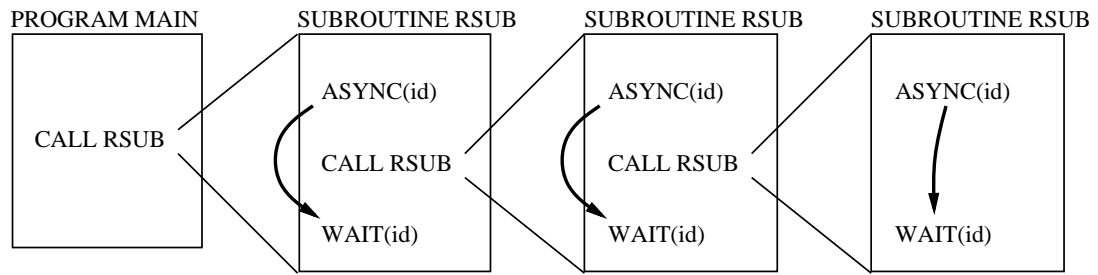 PROGRAM MAIN
CALL RSUB
SUBROUTINE RSUB
ASYNC(id)
CALL RSUB
WAIT(id)
SUBROUTINE RSUB
ASYNC(id)
CALL RSUB
WAIT(id)
SUBROUTINE RSUB
ASYNC(id)
WAIT(id)